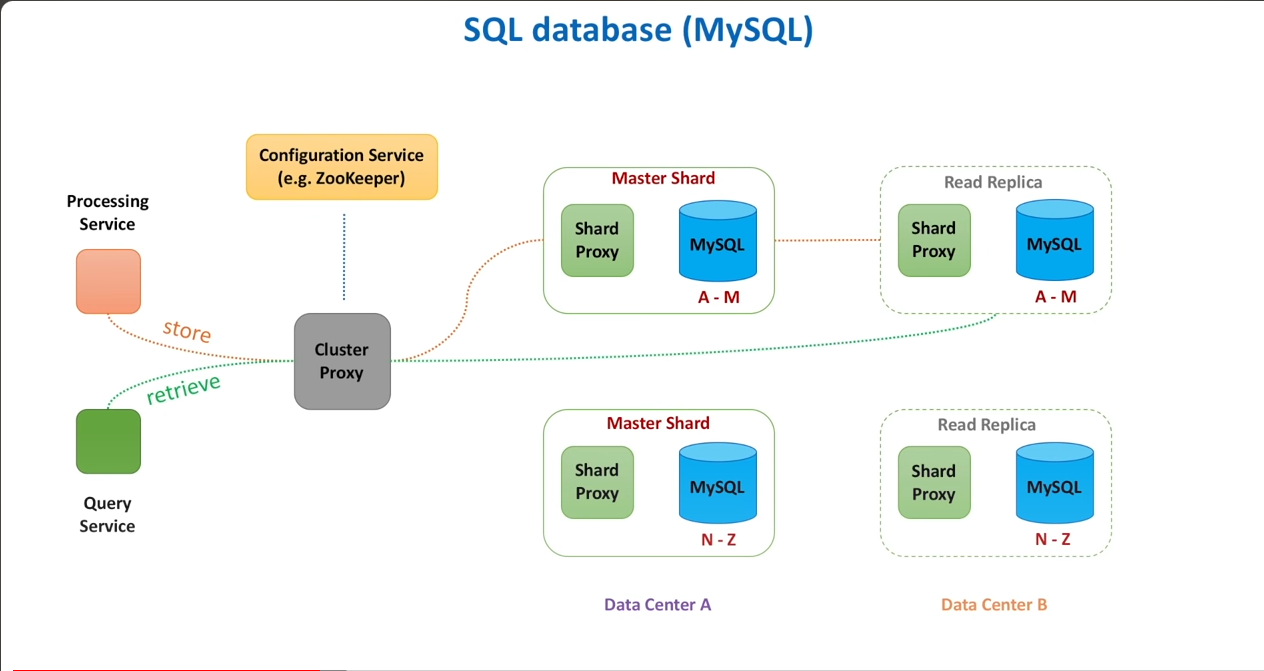 SQL database (MySQL)
Configuration Service
(e.g. ZooKeeper)
Processing
Service
store
Cluster
Proxy
retrieve
Query
Service
Master Shard
Shard
Proxy
MySQL
A - M
Read Replica
Shard
Proxy
MySQL
A - M
Master Shard
Shard
Proxy
MySQL
N - Z
Read Replica
Shard
Proxy
MySQL
N - Z
Data Center A
Data Center B